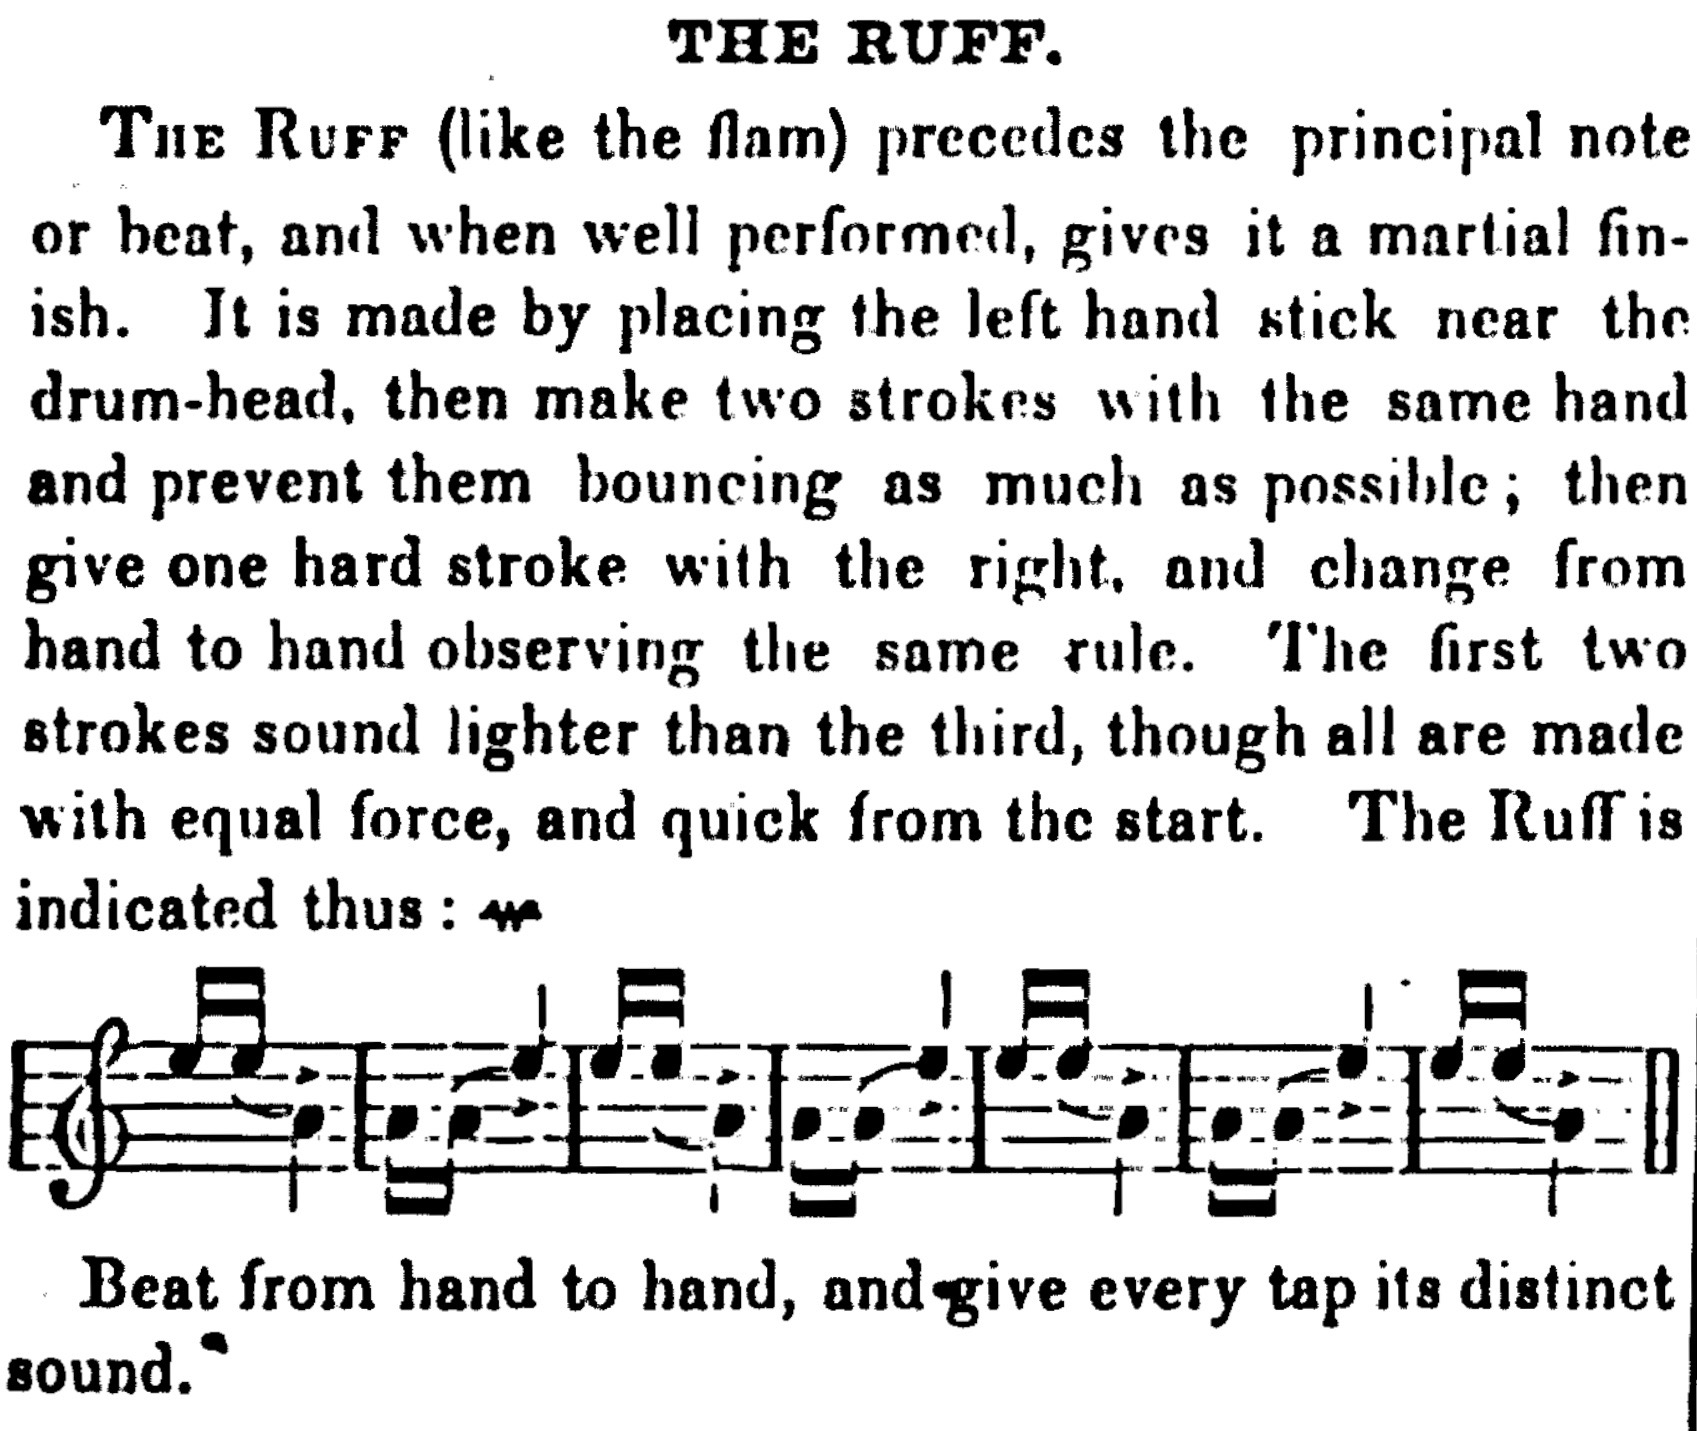 THE RUFF.
THE RUFF (like the flam) precedes the principal note
or beat, and when well performed, gives it a martial fin-
ish. It is made by placing the left hand stick near the
drum-head, then make two strokes with the same hand
and prevent them bouncing as much as possible; then
give one hard stroke with the right, and change from
hand to hand observing the same rule. The first two
strokes sound lighter than the third, though all are made
with equal force, and quick from the start. The Ruff is
indicated thus:
Beat from hand to hand, and give every tap its distinct
sound.